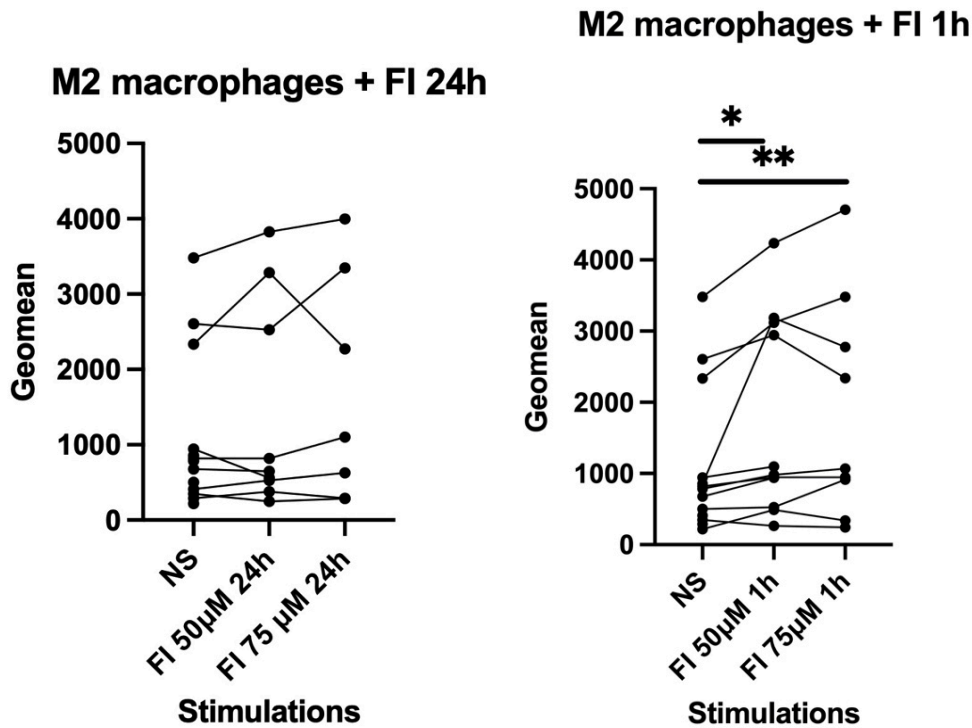 M2 macrophages + FI 24h
Geomean
5000
4000
3000
2000
1000
0
NS
FI 50µM 24h
FI 75 µM 24h
Stimulations
M2 macrophages + FI 1h
*
**
Geomean
5000
4000
3000
2000
1000
0
NS
FI 50µM 1h
FI 75µM 1h
Stimulations